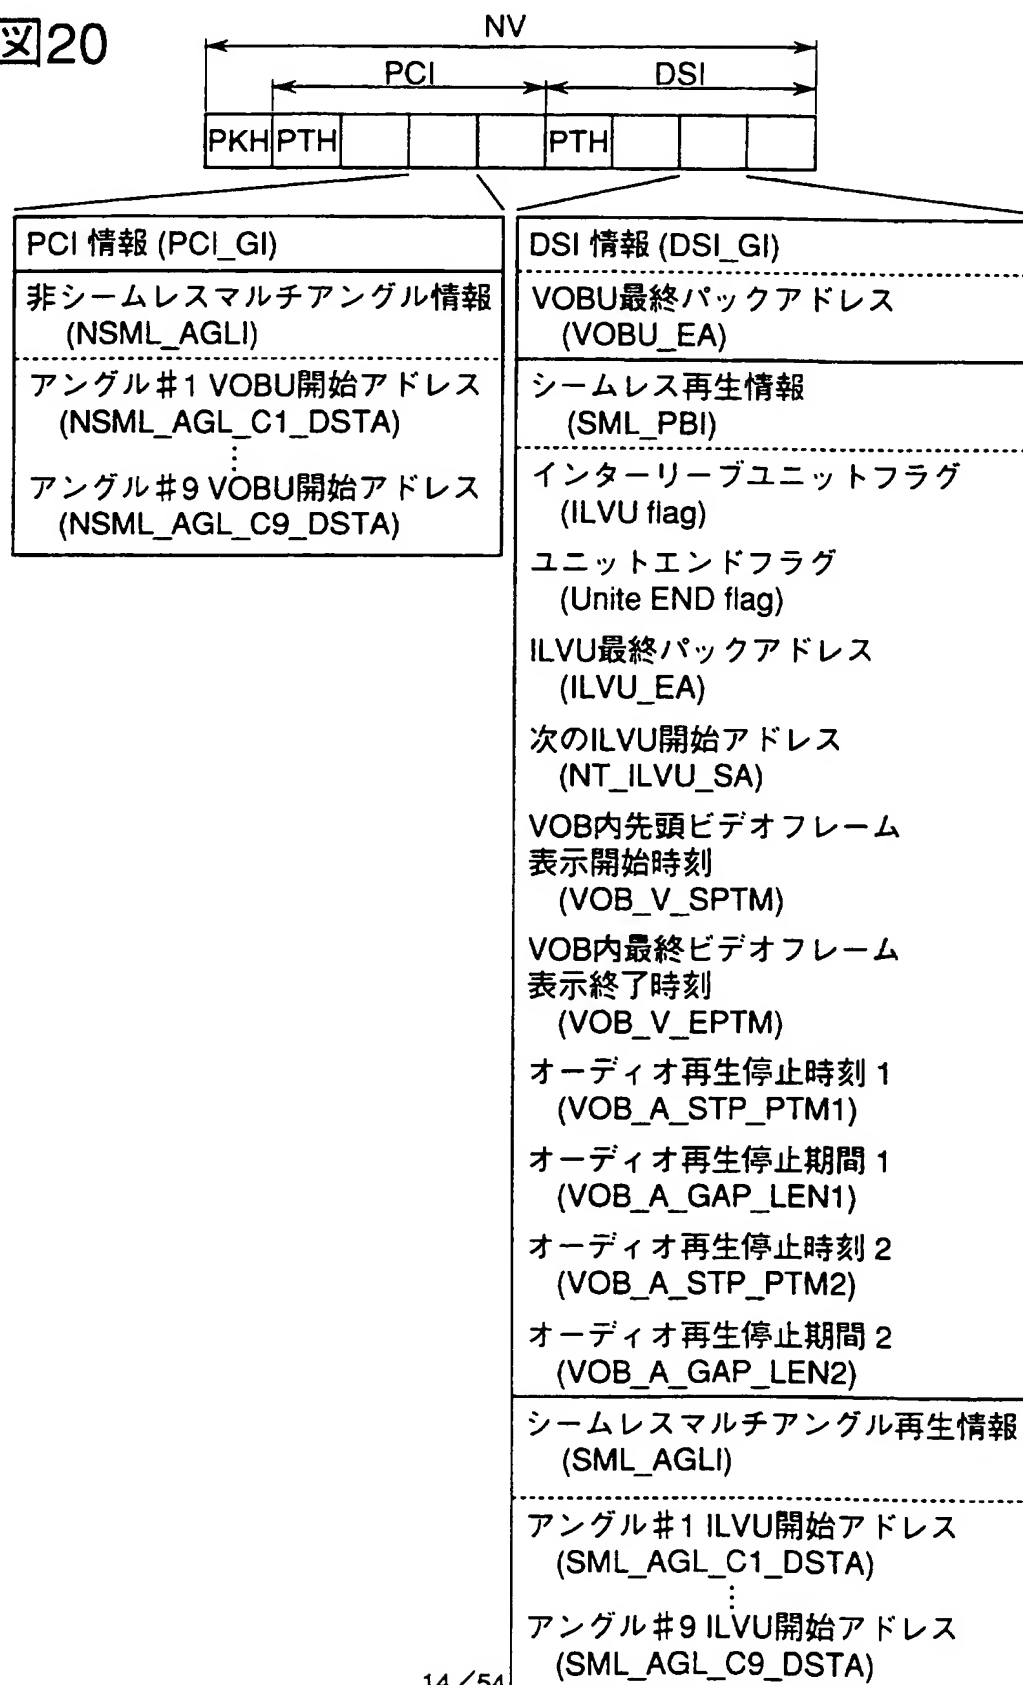 図20
NV
PCI
DSI
PKH
PTH
PTH
PCI 情報 (PCI_GI)
非シームレスマルチアングル情報
(NSML_AGLI)
アングル#1 VOBU開始アドレス
(NSML_AGL_C1_DSTA)
⋮
アングル#9 VOBU開始アドレス
(NSML_AGL_C9_DSTA)
DSI 情報 (DSI_GI)
VOBU最終パックアドレス
(VOBU_EA)
シームレス再生情報
(SML_PBI)
インターリーブユニットフラグ
(ILVU flag)
ユニットエンドフラグ
(Unite END flag)
ILVU最終パックアドレス
(ILVU_EA)
次のILVU開始アドレス
(NT_ILVU_SA)
VOB内先頭ビデオフレーム
表示開始時刻
(VOB_V_SPTM)
VOB内最終ビデオフレーム
表示終了時刻
(VOB_V_EPTM)
オーディオ再生停止時刻 1
(VOB_A_STP_PTM1)
オーディオ再生停止期間 1
(VOB_A_GAP_LEN1)
オーディオ再生停止時刻 2
(VOB_A_STP_PTM2)
オーディオ再生停止期間 2
(VOB_A_GAP_LEN2)
シームレスマルチアングル再生情報
(SML_AGLI)
アングル#1 ILVU開始アドレス
(SML_AGL_C1_DSTA)
⋮
アングル#9 ILVU開始アドレス
(SML_AGL_C9_DSTA)
14/54